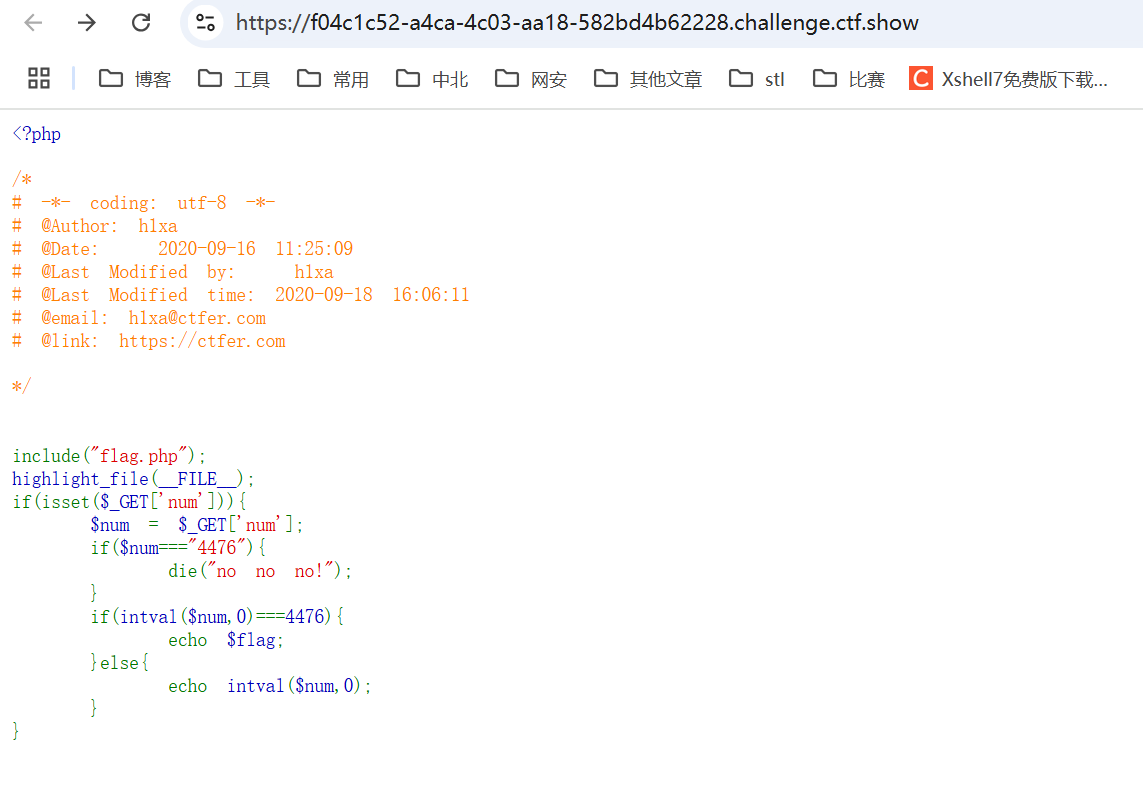 https://f04c1c52-a4ca-4c03-aa18-582bd4b62228.challenge.ctf.show
博客 工具 常用 中北 网安 其他文章 stl 比赛 C Xshell7免费版下载...
<?php
/*
# -*- coding: utf-8 -*-
# @Author: hlxa
# @Date:   2020-09-16 11:25:09
# @Last Modified by:   hlxa
# @Last Modified time: 2020-09-18 16:06:11
# @email: hlxa@ctfer.com
# @link: https://ctfer.com
*/
include("flag.php");
highlight_file(__FILE__);
if(isset($_GET['num'])){
    $num = $_GET['num'];
    if($num==="4476"){
        die("no no no!");
    }
    if(intval($num,0)===4476){
        echo $flag;
    }else{
        echo intval($num,0);
    }
}